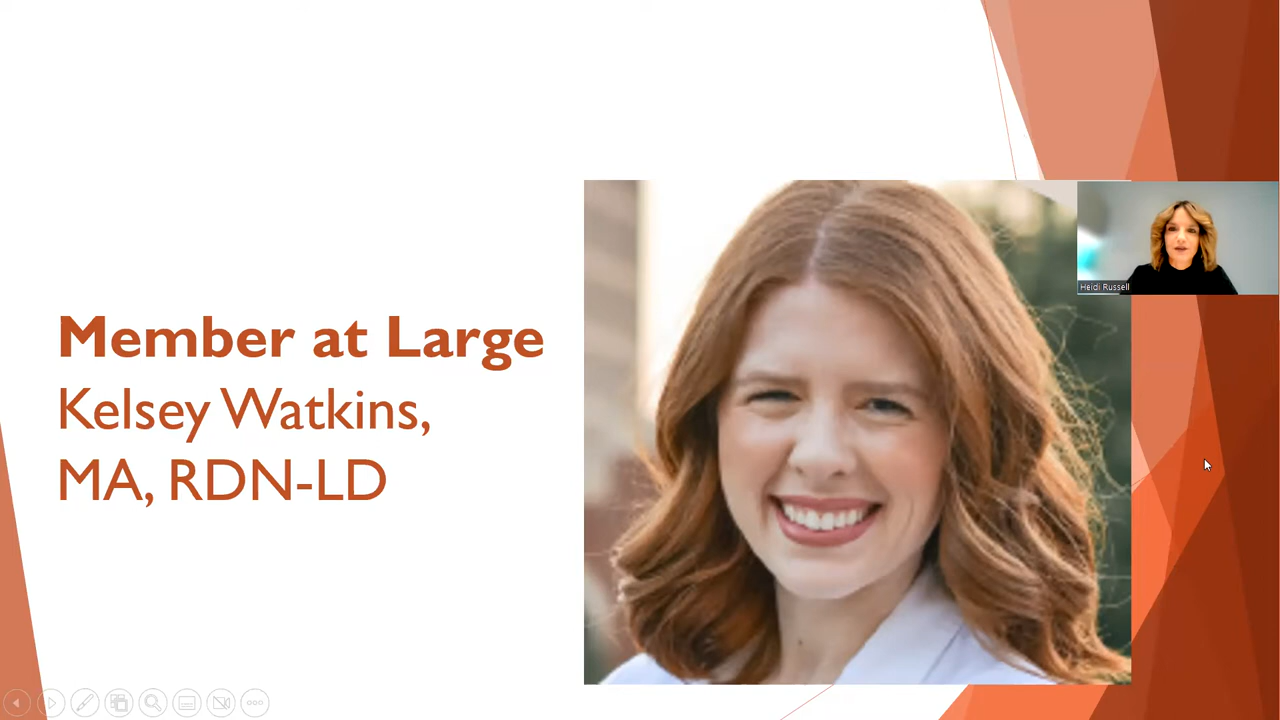 Member at Large
Kelsey Watkins,
MA, RDN-LD
Heidi Russell